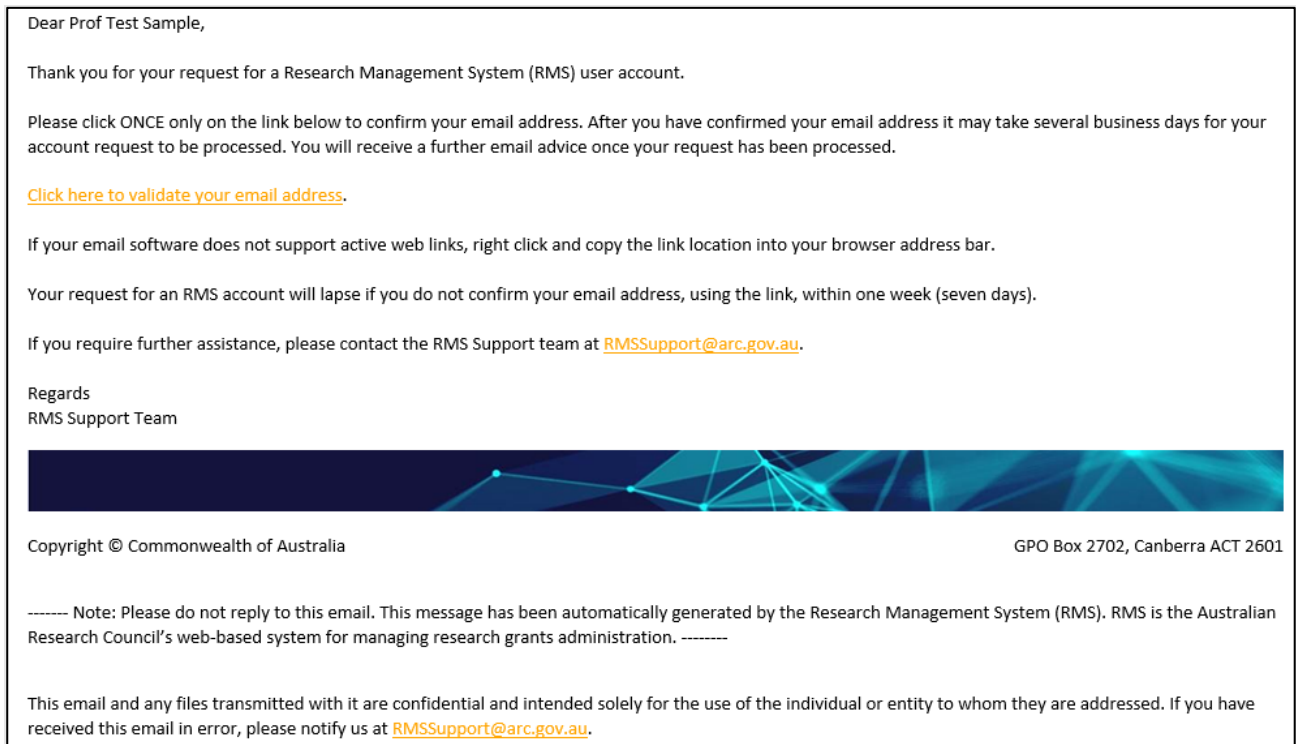 Dear Prof Test Sample,
Thank you for your request for a Research Management System (RMS) user account.
Please click ONCE only on the link below to confirm your email address. After you have confirmed your email address it may take several business days for your
account request to be processed. You will receive a further email advice once your request has been processed.
Click here to validate your email address.
If your email software does not support active web links, right click and copy the link location into your browser address bar.
Your request for an RMS account will lapse if you do not confirm your email address, using the link, within one week (seven days).
If you require further assistance, please contact the RMS Support team at RMSSupport@arc.gov.au.
Regards
RMS Support Team
Copyright © Commonwealth of Australia GPO Box 2702, Canberra ACT 2601
------- Note: Please do not reply to this email. This message has been automatically generated by the Research Management System (RMS). RMS is the Australian
Research Council’s web-based system for managing research grants administration. --------
This email and any files transmitted with it are confidential and intended solely for the use of the individual or entity to whom they are addressed. If you have
received this email in error, please notify us at RMSSupport@arc.gov.au.